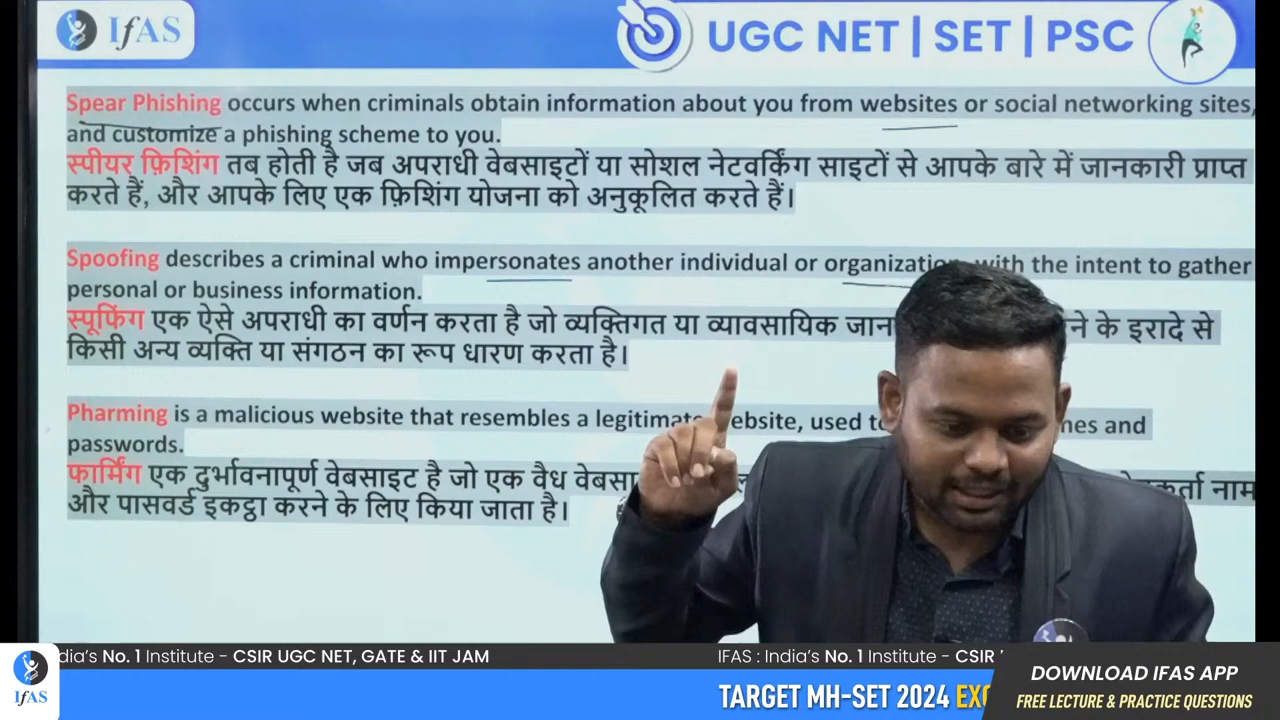 IfAS
UGC NET | SET | PSC
Spear Phishing occurs when criminals obtain information about you from websites or social networking sites,
and customize a phishing scheme to you.
स्पीयर फ़िशिंग तब होती है जब अपराधी वेबसाइटों या सोशल नेटवर्किंग साइटों से आपके बारे में जानकारी प्राप्त
करते हैं, और आपके लिए एक फ़िशिंग योजना को अनुकूलित करते हैं।
Spoofing describes a criminal who impersonates another individual or organization, with the intent to gather
personal or business information.
स्पूफिंग एक ऐसे अपराधी का वर्णन करता है जो व्यक्तिगत या व्यावसायिक के इरादे से
किसी अन्य व्यक्ति या संगठन का रूप धारण करता है।
Pharming is a malicious website that resembles a legitimate website, used and
passwords.
फार्मिंग एक दुर्भावनापूर्ण वेबसाइट है जो एक वैध नाम
और पासवर्ड इकट्ठा करने के लिए किया जाता है।
India's No. 1 Institute - CSIR UGC NET, GATE & IIT JAM IFAS : India's No. 1 Institute - CSIR
IfAS
TARGET MH-SET 2024
DOWNLOAD IFAS APP
FREE LECTURE & PRACTICE QUESTIONS